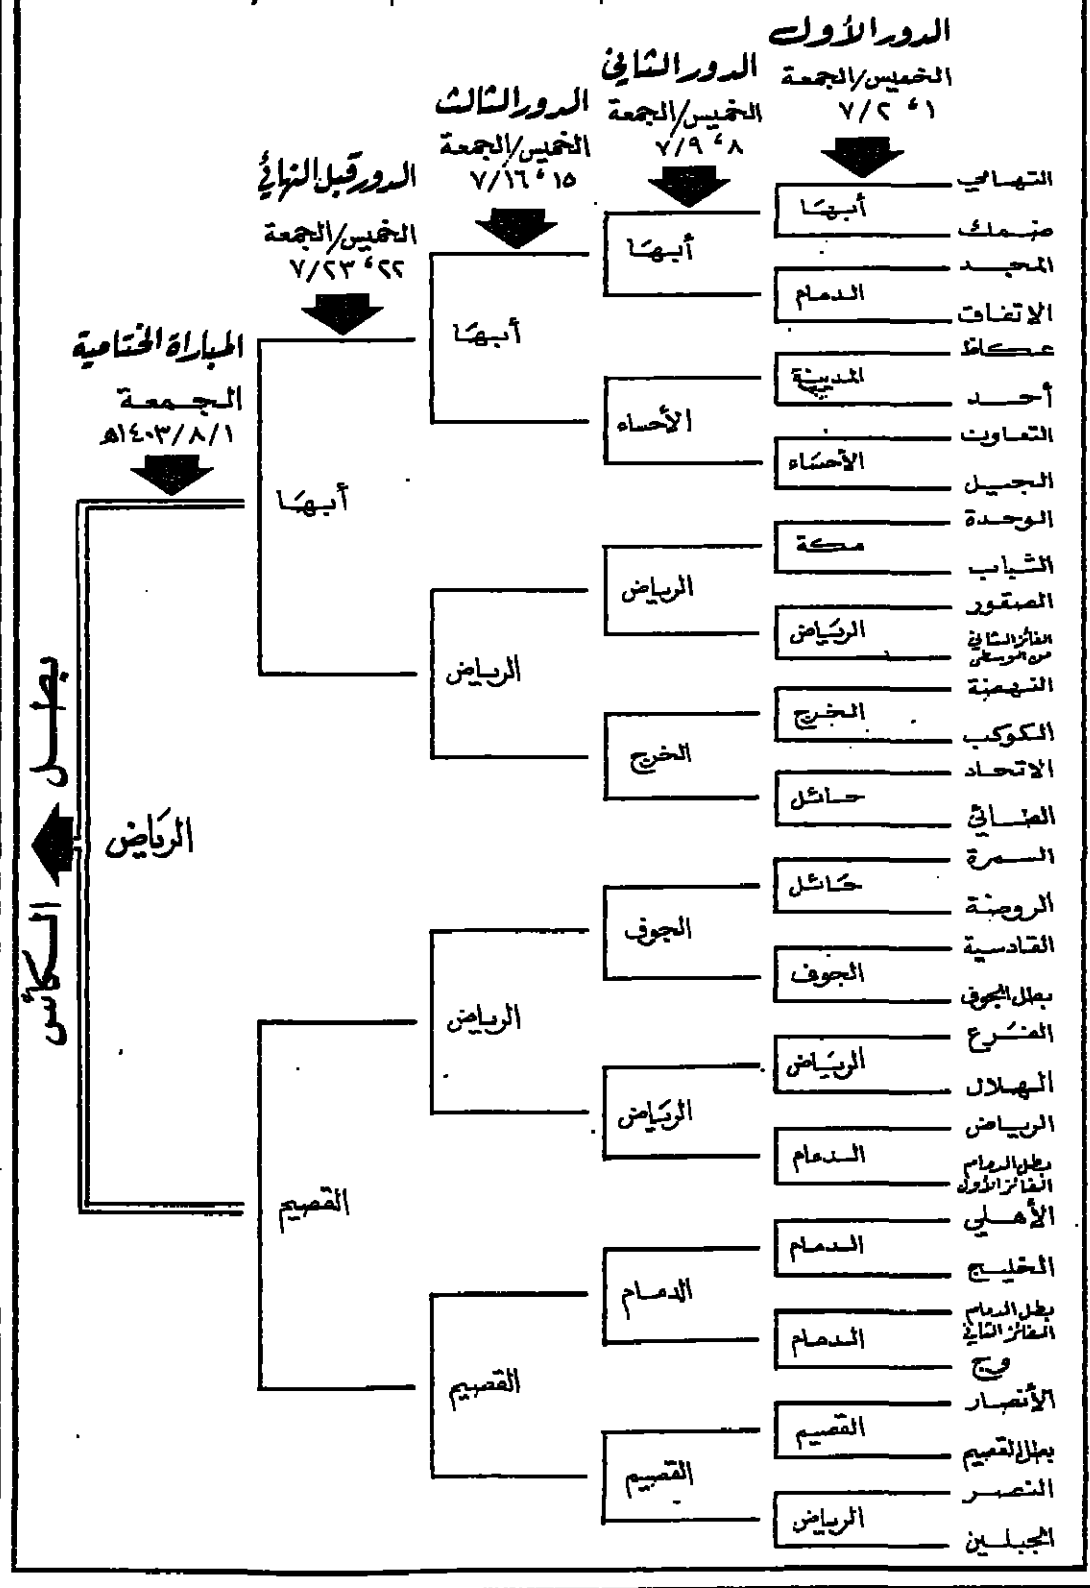 الدور الأول
الخميس/الجمعة
١، ٧/٢
التهامي
ضمك
أبها
المجد
الاتفاق
الدمام
عكاظ
أحد
المدينة
التعاون
الجميل
الأحساء
الوحدة
الشباب
مكة
الصقور
الفائز الثاني
من الوسطى
الرياض
النهضة
الكوكب
الخرج
الاتحاد
الطائي
حائل
السمرة
الروضة
حائل
القادسية
بطل الجوف
الجوف
الفرع
الهلال
الرياض
الرياض
بطل الدمام
الفائز الأول
الدمام
الأهلي
الخليج
الدمام
بطل الدمام
الفائز الثاني
وج
الدمام
الأنصار
بطل القصيم
القصيم
النصر
الجبلين
الرياض
الدور الثاني
الخميس/الجمعة
٨، ٧/٩
أبها
الأحساء
الرياض
الخرج
الجوف
الرياض
الدمام
القصيم
الدور الثالث
الخميس/الجمعة
١٥، ٧/١٦
أبها
الرياض
الرياض
القصيم
الدور قبل النهائي
الخميس/الجمعة
٢٢، ٧/٢٣
أبها
القصيم
المباراة الختامية
الجمعة
١٤٠٣/٨/١هـ
الرياض
بطل الكأس